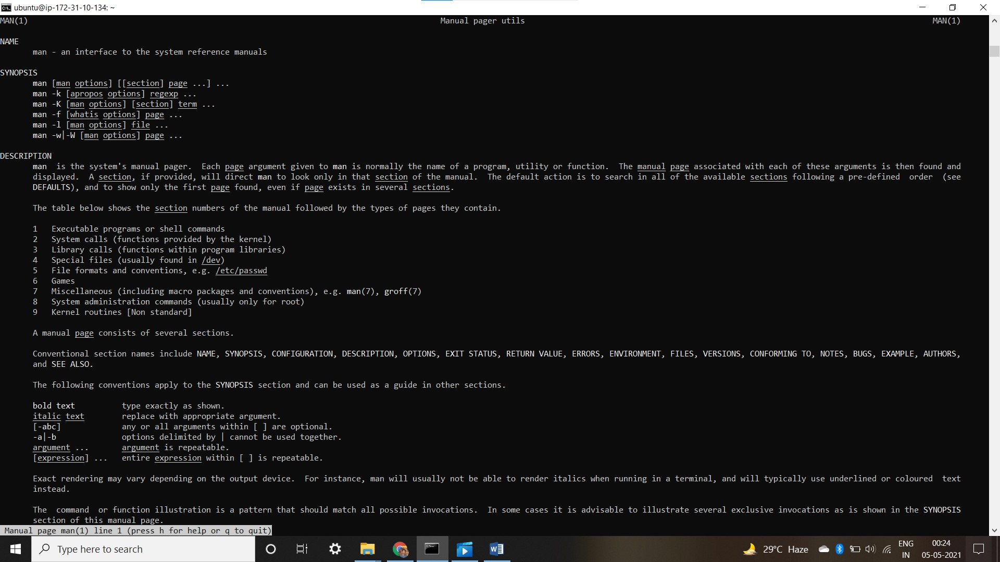 ubuntu@ip-172-31-10-134: ~
MAN(1) Manual pager utils MAN(1)
NAME
man - an interface to the system reference manuals
SYNOPSIS
man [man options] [[section] page ...] ...
man -k [apropos options] regexp ...
man -K [man options] [section] term ...
man -f [whatis options] page ...
man -l [man options] file ...
man -w|-W [man options] page ...
DESCRIPTION
man  is the system's manual pager.  Each page argument given to man is normally the name of a program, utility or function.  The manual page associated with each of these arguments is then found and
displayed.  A section, if provided, will direct man to look only in that section of the manual.  The default action is to search in all of the available sections following a pre-defined  order  (see
DEFAULTS), and to show only the first page found, even if page exists in several sections.
The table below shows the section numbers of the manual followed by the types of pages they contain.
1   Executable programs or shell commands
2   System calls (functions provided by the kernel)
3   Library calls (functions within program libraries)
4   Special files (usually found in /dev)
5   File formats and conventions, e.g. /etc/passwd
6   Games
7   Miscellaneous (including macro packages and conventions), e.g. man(7), groff(7)
8   System administration commands (usually only for root)
9   Kernel routines [Non standard]
A manual page consists of several sections.
Conventional section names include NAME, SYNOPSIS, CONFIGURATION, DESCRIPTION, OPTIONS, EXIT STATUS, RETURN VALUE, ERRORS, ENVIRONMENT, FILES, VERSIONS, CONFORMING TO, NOTES, BUGS, EXAMPLE, AUTHORS,
and SEE ALSO.
The following conventions apply to the SYNOPSIS section and can be used as a guide in other sections.
bold text          type exactly as shown.
italic text        replace with appropriate argument.
[-abc]             any or all arguments within [ ] are optional.
-a|-b              options delimited by | cannot be used together.
argument ...       argument is repeatable.
[expression] ...   entire expression within [ ] is repeatable.
Exact rendering may vary depending on the output device.  For instance, man will usually not be able to render italics when running in a terminal, and will typically use underlined or coloured  text
instead.
The  command  or function illustration is a pattern that should match all possible invocations.  In some cases it is advisable to illustrate several exclusive invocations as is shown in the SYNOPSIS
section of this manual page.
Manual page man(1) line 1 (press h for help or q to quit)
Type here to search
29°C Haze
ENG
IN
00:24
05-05-2021